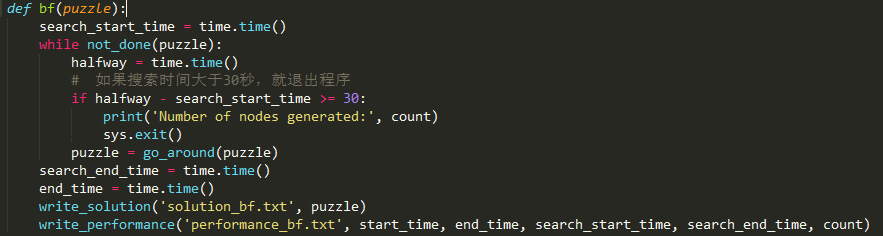 def bf(puzzle):
    search_start_time = time.time()
    while not_done(puzzle):
        halfway = time.time()
        #  如果搜索时间大于30秒，就退出程序
        if halfway - search_start_time >= 30:
            print('Number of nodes generated:', count)
            sys.exit()
        puzzle = go_around(puzzle)
    search_end_time = time.time()
    end_time = time.time()
    write_solution('solution_bf.txt', puzzle)
    write_performance('performance_bf.txt', start_time, end_time, search_start_time, search_end_time, count)